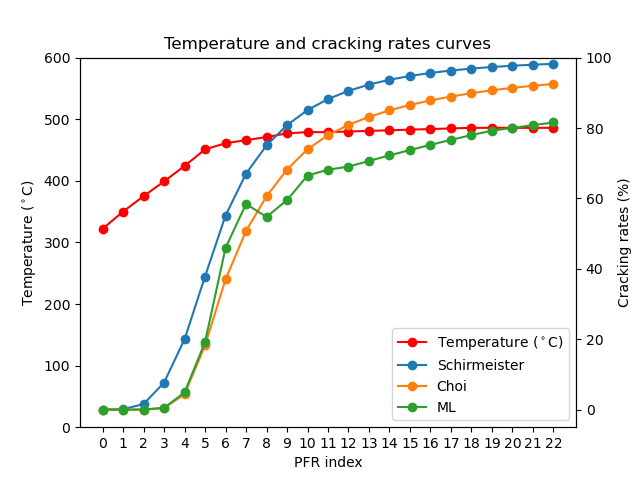 Temperature and cracking rates curves
600
500
400
300
200
100
0
Temperature (°C)
100
80
60
40
20
0
Cracking rates (%)
Temperature (°C)
Schirmeister
Choi
ML
0 1 2 3 4 5 6 7 8 9 10 11 12 13 14 15 16 17 18 19 20 21 22
PFR index